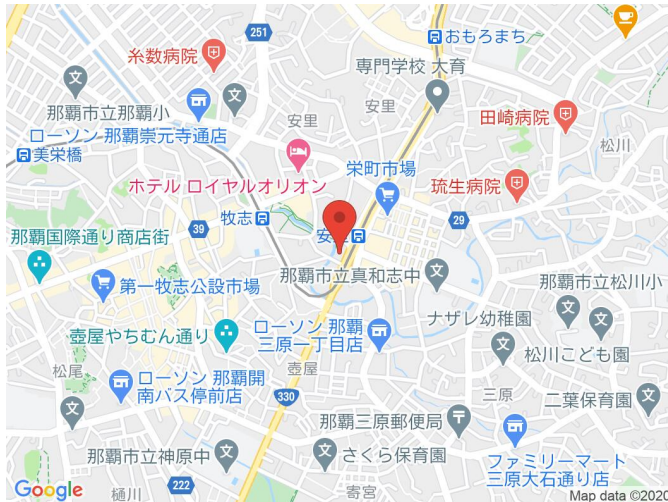 251
おもろまち
糸数病院
専門学校 大育
安里
那覇市立那覇小
安里
田崎病院
ローソン 那覇崇元寺通店
松川
美栄橋
栄町市場
ホテル ロイヤルオリオン
琉生病院
牧志
39
29
那覇国際通り商店街
安里
那覇市立真和志中
那覇市立松川小
第一牧志公設市場
ナザレ幼稚園
ローソン 那覇
三原一丁目店
壺屋やちむん通り
松川こども園
松尾
壺屋
ローソン 那覇開
南バス停前店
330
三原
二葉保育園
那覇三原郵便局
那覇市立神原中
さくら保育園
ファミリーマート
三原大石通り店
222
Google
樋川
寄宮
Map data ©2020